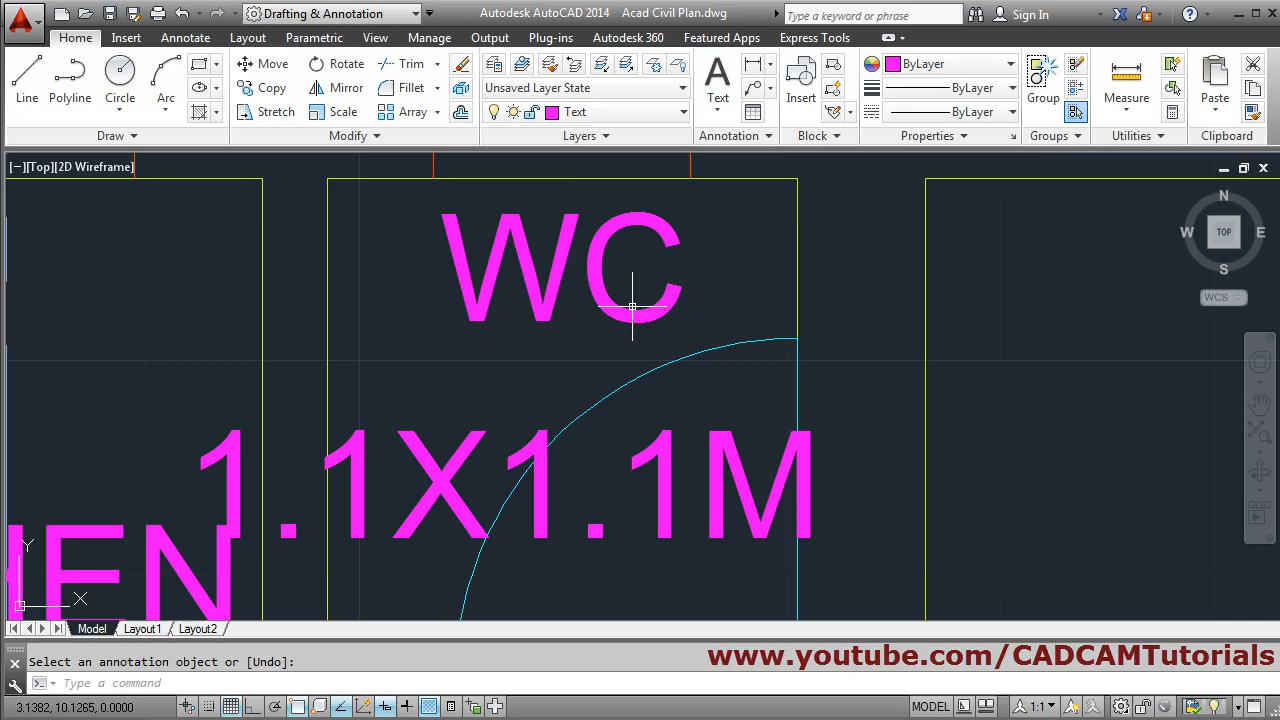 Drafting & Annotation
Autodesk AutoCAD 2014 Acad Civil Plan.dwg
Type a keyword or phrase
Sign In
Home Insert Annotate Layout Parametric View Manage Output Plug-ins Autodesk 360 Featured Apps Express Tools
Move Rotate Trim
Copy Mirror Fillet
Stretch Scale Array
Line Polyline Circle Arc
Unsaved Layer State
Text
Text
Insert
ByLayer
ByLayer
ByLayer
Group
Measure
Paste
Draw Modify Layers Annotation Block Properties Groups Utilities Clipboard
[−][Top][2D Wireframe]
N
W TOP E
S
WCS
WC
1.1X1.1M
HEN
Y
X
Model Layout1 Layout2
Select an annotation object or [Undo]:
www.youtube.com/CADCAMTutorials
Type a command
3.1382, 10.1265, 0.0000
MODEL
1:1